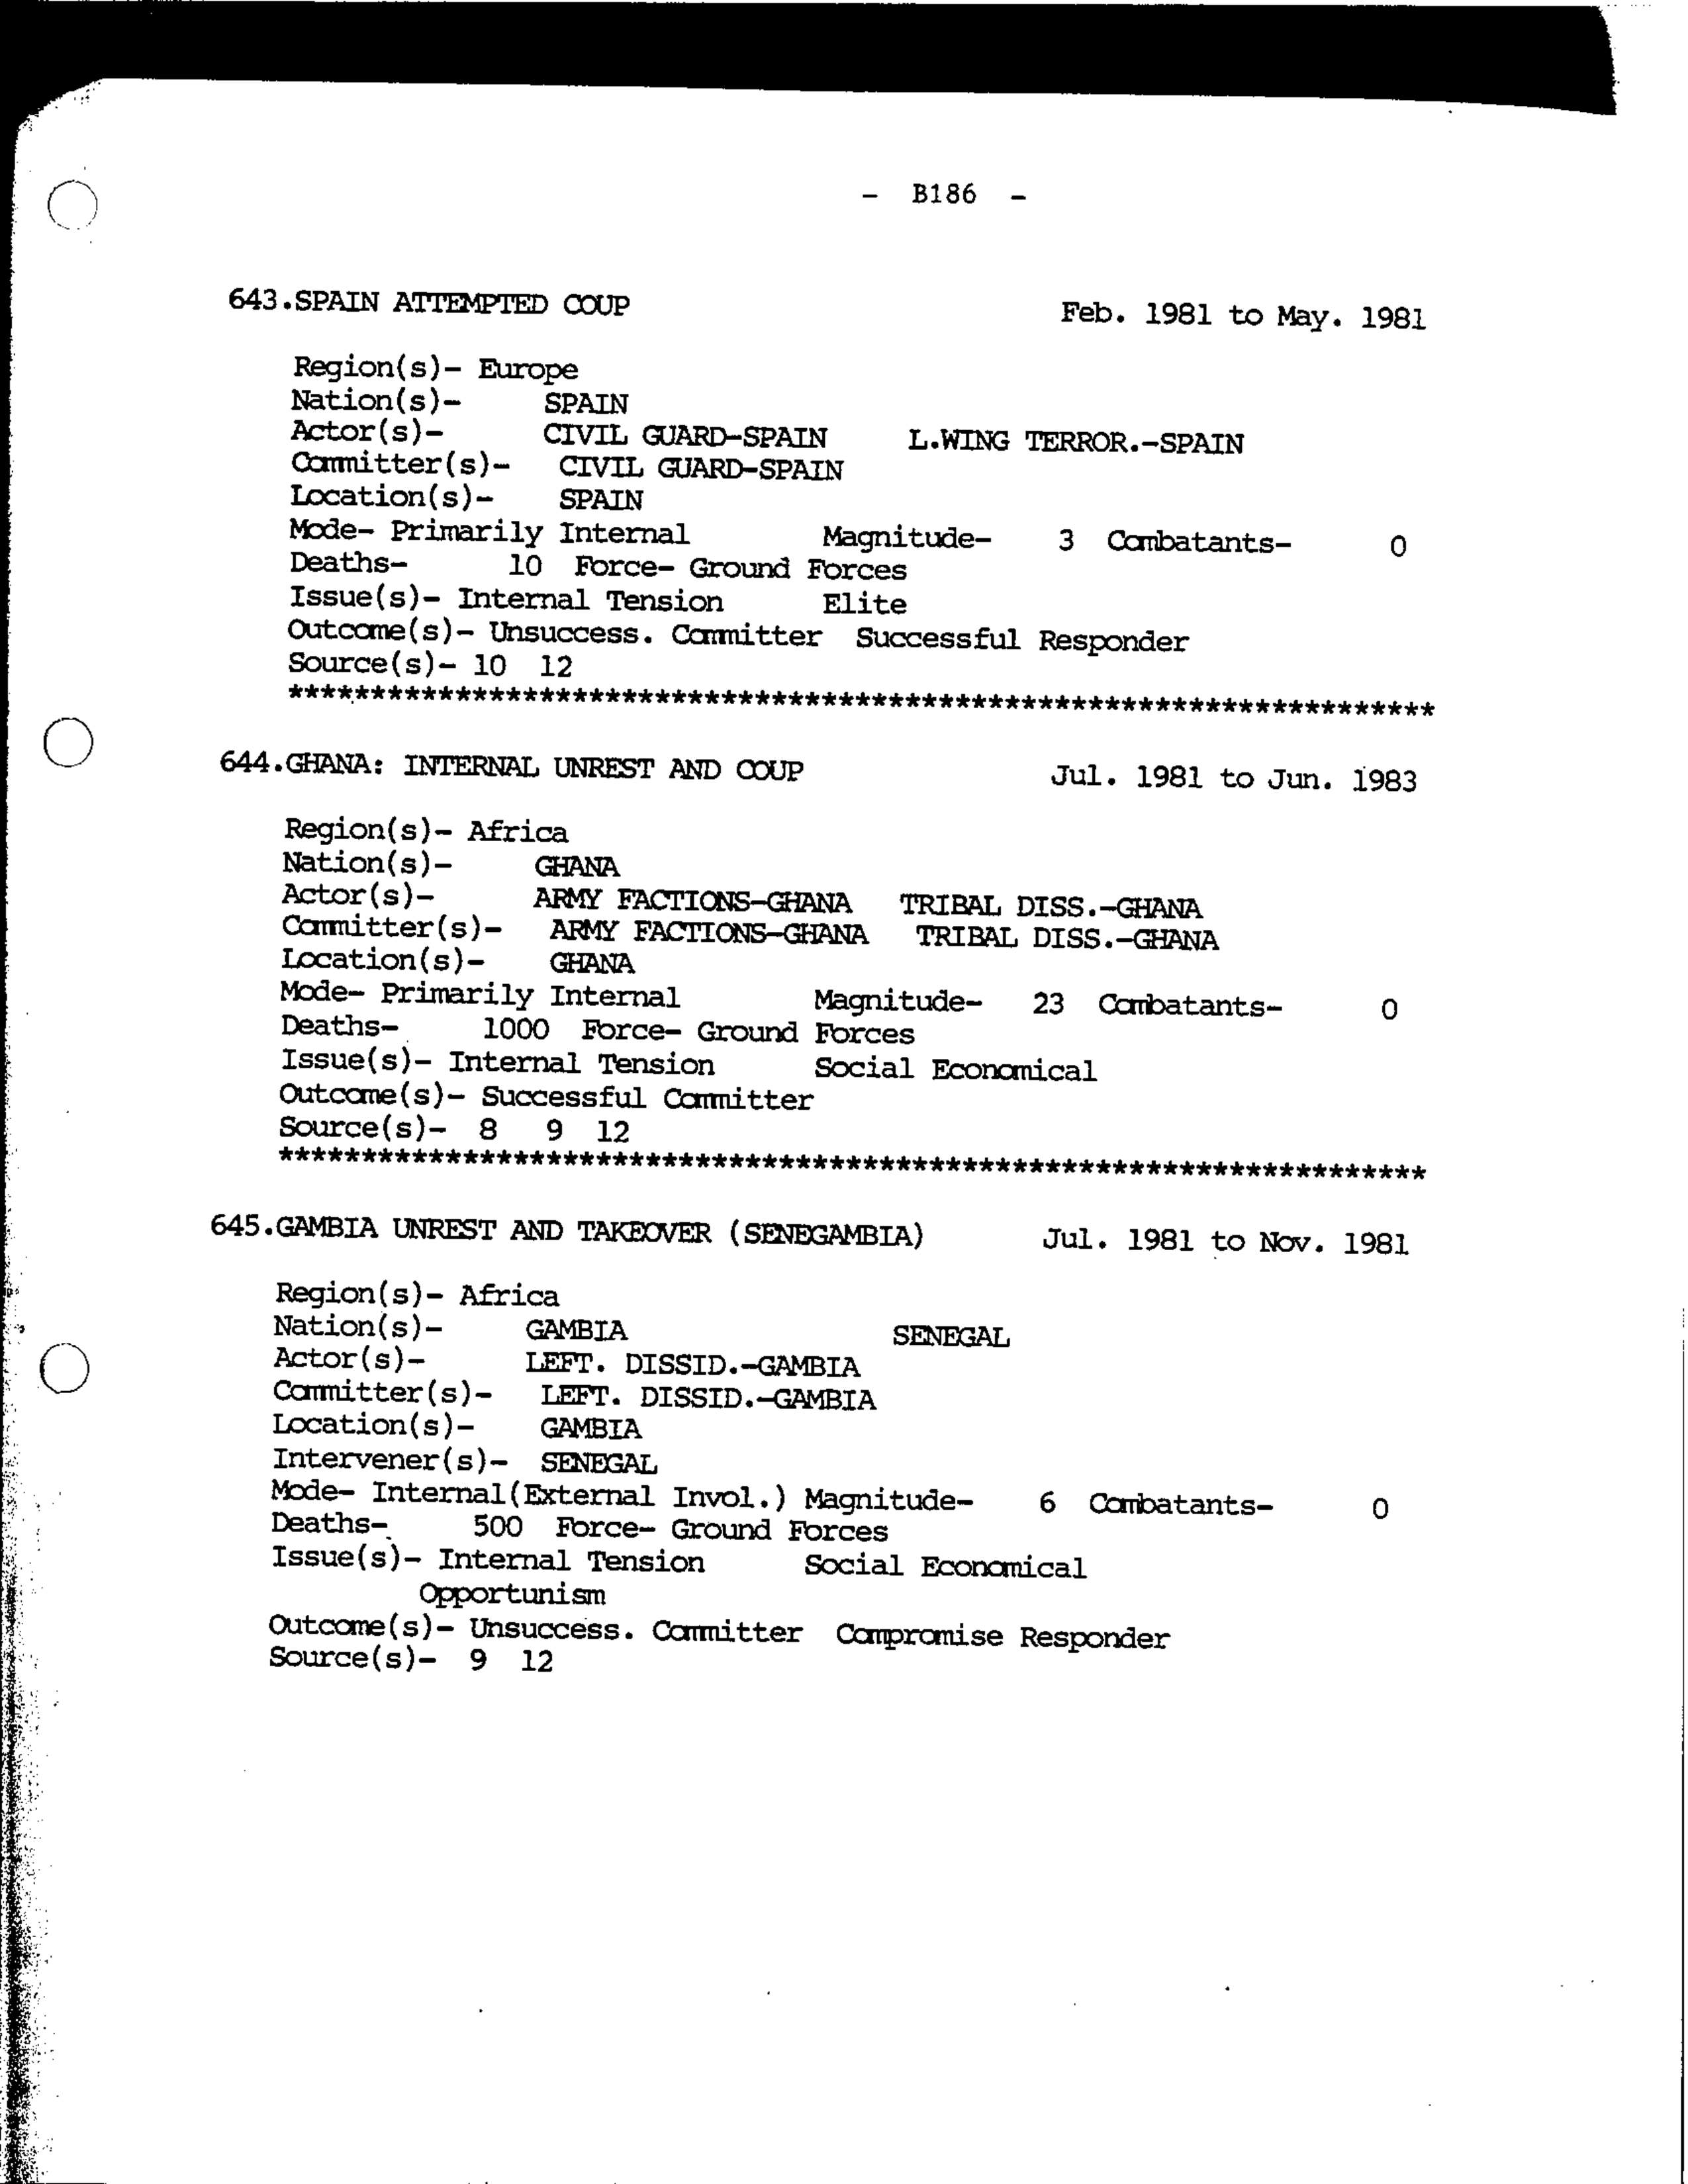 - B186 -
643.SPAIN ATTEMPTED COUP Feb. 1981 to May. 1981
Region(s)- Europe
Nation(s)- SPAIN
Actor(s)- CIVIL GUARD-SPAIN L.WING TERROR.-SPAIN
Committer(s)- CIVIL GUARD-SPAIN
Location(s)- SPAIN
Mode- Primarily Internal Magnitude- 3 Combatants- 0
Deaths- 10 Force- Ground Forces
Issue(s)- Internal Tension Elite
Outcome(s)- Unsuccess. Committer Successful Responder
Source(s)- 10 12
*********************************************************************
644.GHANA: INTERNAL UNREST AND COUP Jul. 1981 to Jun. 1983
Region(s)- Africa
Nation(s)- GHANA
Actor(s)- ARMY FACTIONS-GHANA TRIBAL DISS.-GHANA
Committer(s)- ARMY FACTIONS-GHANA TRIBAL DISS.-GHANA
Location(s)- GHANA
Mode- Primarily Internal Magnitude- 23 Combatants- 0
Deaths- 1000 Force- Ground Forces
Issue(s)- Internal Tension Social Economical
Outcome(s)- Successful Committer
Source(s)- 8 9 12
*********************************************************************
645.GAMBIA UNREST AND TAKEOVER (SENEGAMBIA) Jul. 1981 to Nov. 1981
Region(s)- Africa
Nation(s)- GAMBIA SENEGAL
Actor(s)- LEFT. DISSID.-GAMBIA
Committer(s)- LEFT. DISSID.-GAMBIA
Location(s)- GAMBIA
Intervener(s)- SENEGAL
Mode- Internal(External Invol.) Magnitude- 6 Combatants- 0
Deaths- 500 Force- Ground Forces
Issue(s)- Internal Tension Social Economical
Opportunism
Outcome(s)- Unsuccess. Committer Compromise Responder
Source(s)- 9 12